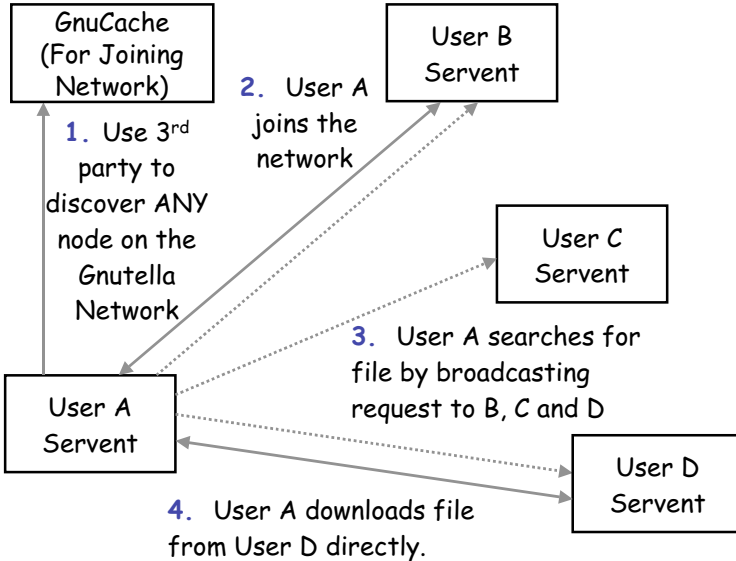 GnuCache
(For Joining
Network)
User B
Servent
2. User A
joins the
network
1. Use 3rd
party to
discover ANY
node on the
Gnutella
Network
User C
Servent
3. User A searches for
file by broadcasting
request to B, C and D
User A
Servent
User D
Servent
4. User A downloads file
from User D directly.